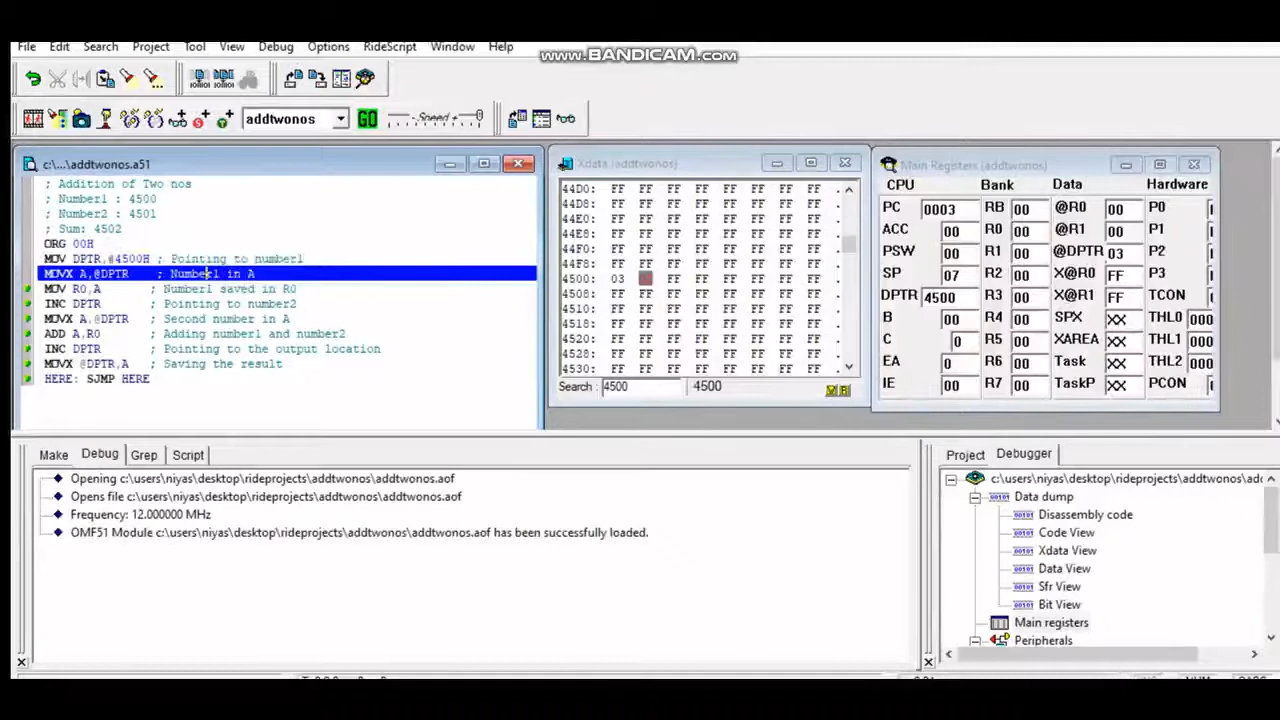 File Edit Search Project Tool View Debug Options RideScript Window Help
www.BANDICAM.com
addtwonos GO Speed
c:\...\addtwonos.a51
; Addition of Two nos
; Number1 : 4500
; Number2 : 4501
; Sum: 4502
ORG 00H
MOV DPTR,#4500H ; Pointing to number1
MOVX A,@DPTR ; Number1 in A
MOV R0,A ; Number1 saved in R0
INC DPTR ; Pointing to number2
MOVX A,@DPTR ; Second number in A
ADD A,R0 ; Adding number1 and number2
INC DPTR ; Pointing to the output location
MOVX @DPTR,A ; Saving the result
HERE: SJMP HERE
Xdata (addtwonos)
44D0: FF FF FF FF FF FF FF FF .
44D8: FF FF FF FF FF FF FF FF .
44E0: FF FF FF FF FF FF FF FF .
44E8: FF FF FF FF FF FF FF FF .
44F0: FF FF FF FF FF FF FF FF .
44F8: FF FF FF FF FF FF FF FF .
4500: 03 FF FF FF FF FF FF .
4508: FF FF FF FF FF FF FF FF .
4510: FF FF FF FF FF FF FF FF .
4518: FF FF FF FF FF FF FF FF .
4520: FF FF FF FF FF FF FF FF .
4528: FF FF FF FF FF FF FF FF .
4530: FF FF FF FF FF FF FF FF .
Search : 4500 4500
Main Registers (addtwonos)
CPU Bank Data Hardware
PC 0003 RB 00 @R0 00 P0
ACC 00 R0 00 @R1 00 P1
PSW 00 R1 00 @DPTR 03 P2
SP 07 R2 00 X@R0 FF P3
DPTR 4500 R3 00 X@R1 FF TCON
B 00 R4 00 SPX XX THL0 000
C 0 R5 00 XAREA XX THL1 000
EA 0 R6 00 Task XX THL2 000
IE 00 R7 00 TaskP XX PCON
Make Debug Grep Script
Opening c:\users\niyas\desktop\rideprojects\addtwonos\addtwonos.aof
Opens file c:\users\niyas\desktop\rideprojects\addtwonos\addtwonos.aof
Frequency: 12.000000 MHz
OMF51 Module c:\users\niyas\desktop\rideprojects\addtwonos\addtwonos.aof has been successfully loaded.
Project Debugger
c:\users\niyas\desktop\rideprojects\addtwonos\add
Data dump
Disassembly code
Code View
Xdata View
Data View
Sfr View
Bit View
Main registers
Peripherals